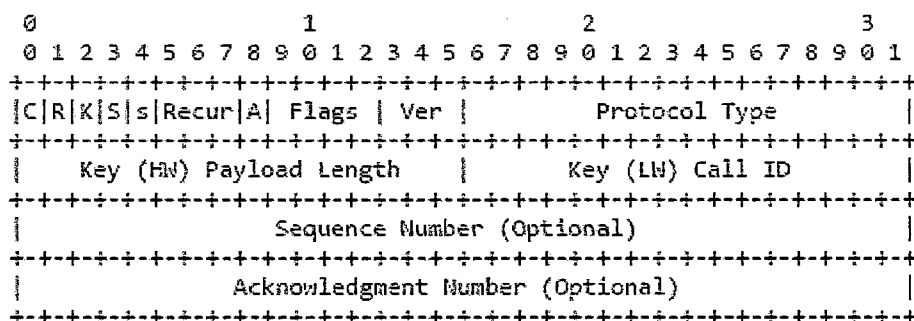 0                   1                   2                   3
0 1 2 3 4 5 6 7 8 9 0 1 2 3 4 5 6 7 8 9 0 1 2 3 4 5 6 7 8 9 0 1
+-+-+-+-+-+-+-+-+-+-+-+-+-+-+-+-+-+-+-+-+-+-+-+-+-+-+-+-+-+-+-+-+
|C|R|K|S|s|Recur|A| Flags | Ver |         Protocol Type         |
+-+-+-+-+-+-+-+-+-+-+-+-+-+-+-+-+-+-+-+-+-+-+-+-+-+-+-+-+-+-+-+-+
|    Key (HW) Payload Length    |       Key (LW) Call ID        |
+-+-+-+-+-+-+-+-+-+-+-+-+-+-+-+-+-+-+-+-+-+-+-+-+-+-+-+-+-+-+-+-+
|                  Sequence Number (Optional)                   |
+-+-+-+-+-+-+-+-+-+-+-+-+-+-+-+-+-+-+-+-+-+-+-+-+-+-+-+-+-+-+-+-+
|               Acknowledgment Number (Optional)                |
+-+-+-+-+-+-+-+-+-+-+-+-+-+-+-+-+-+-+-+-+-+-+-+-+-+-+-+-+-+-+-+-+